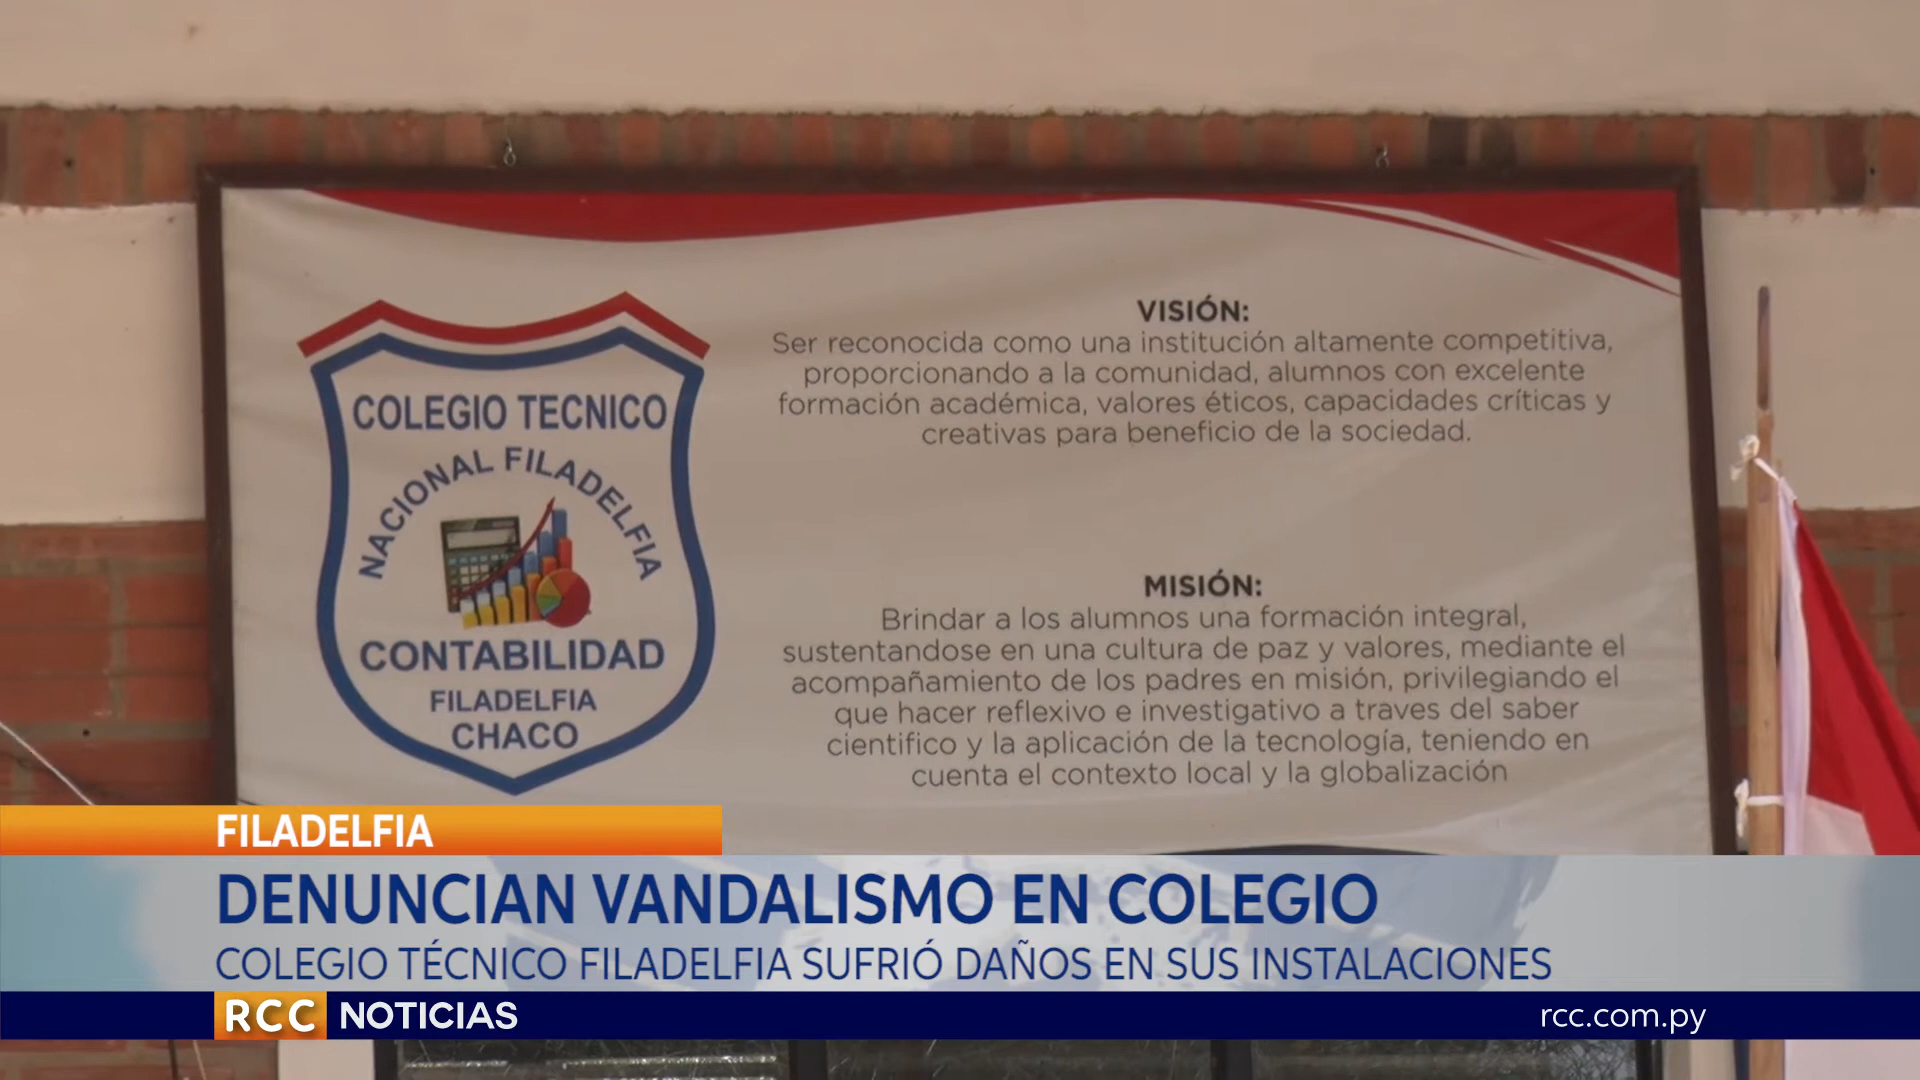 COLEGIO TECNICO
NACIONAL FILADELFIA
CONTABILIDAD
FILADELFIA
CHACO
VISIÓN:
Ser reconocida como una institución altamente competitiva,
proporcionando a la comunidad, alumnos con excelente
formación académica, valores éticos, capacidades críticas y
creativas para beneficio de la sociedad.
MISIÓN:
Brindar a los alumnos una formación integral,
sustentandose en una cultura de paz y valores, mediante el
acompañamiento de los padres en misión, privilegiando el
que hacer reflexivo e investigativo a traves del saber
cientifico y la aplicación de la tecnología, teniendo en
cuenta el contexto local y la globalización
FILADELFIA
DENUNCIAN VANDALISMO EN COLEGIO
COLEGIO TÉCNICO FILADELFIA SUFRIÓ DAÑOS EN SUS INSTALACIONES
RCC NOTICIAS
rcc.com.py